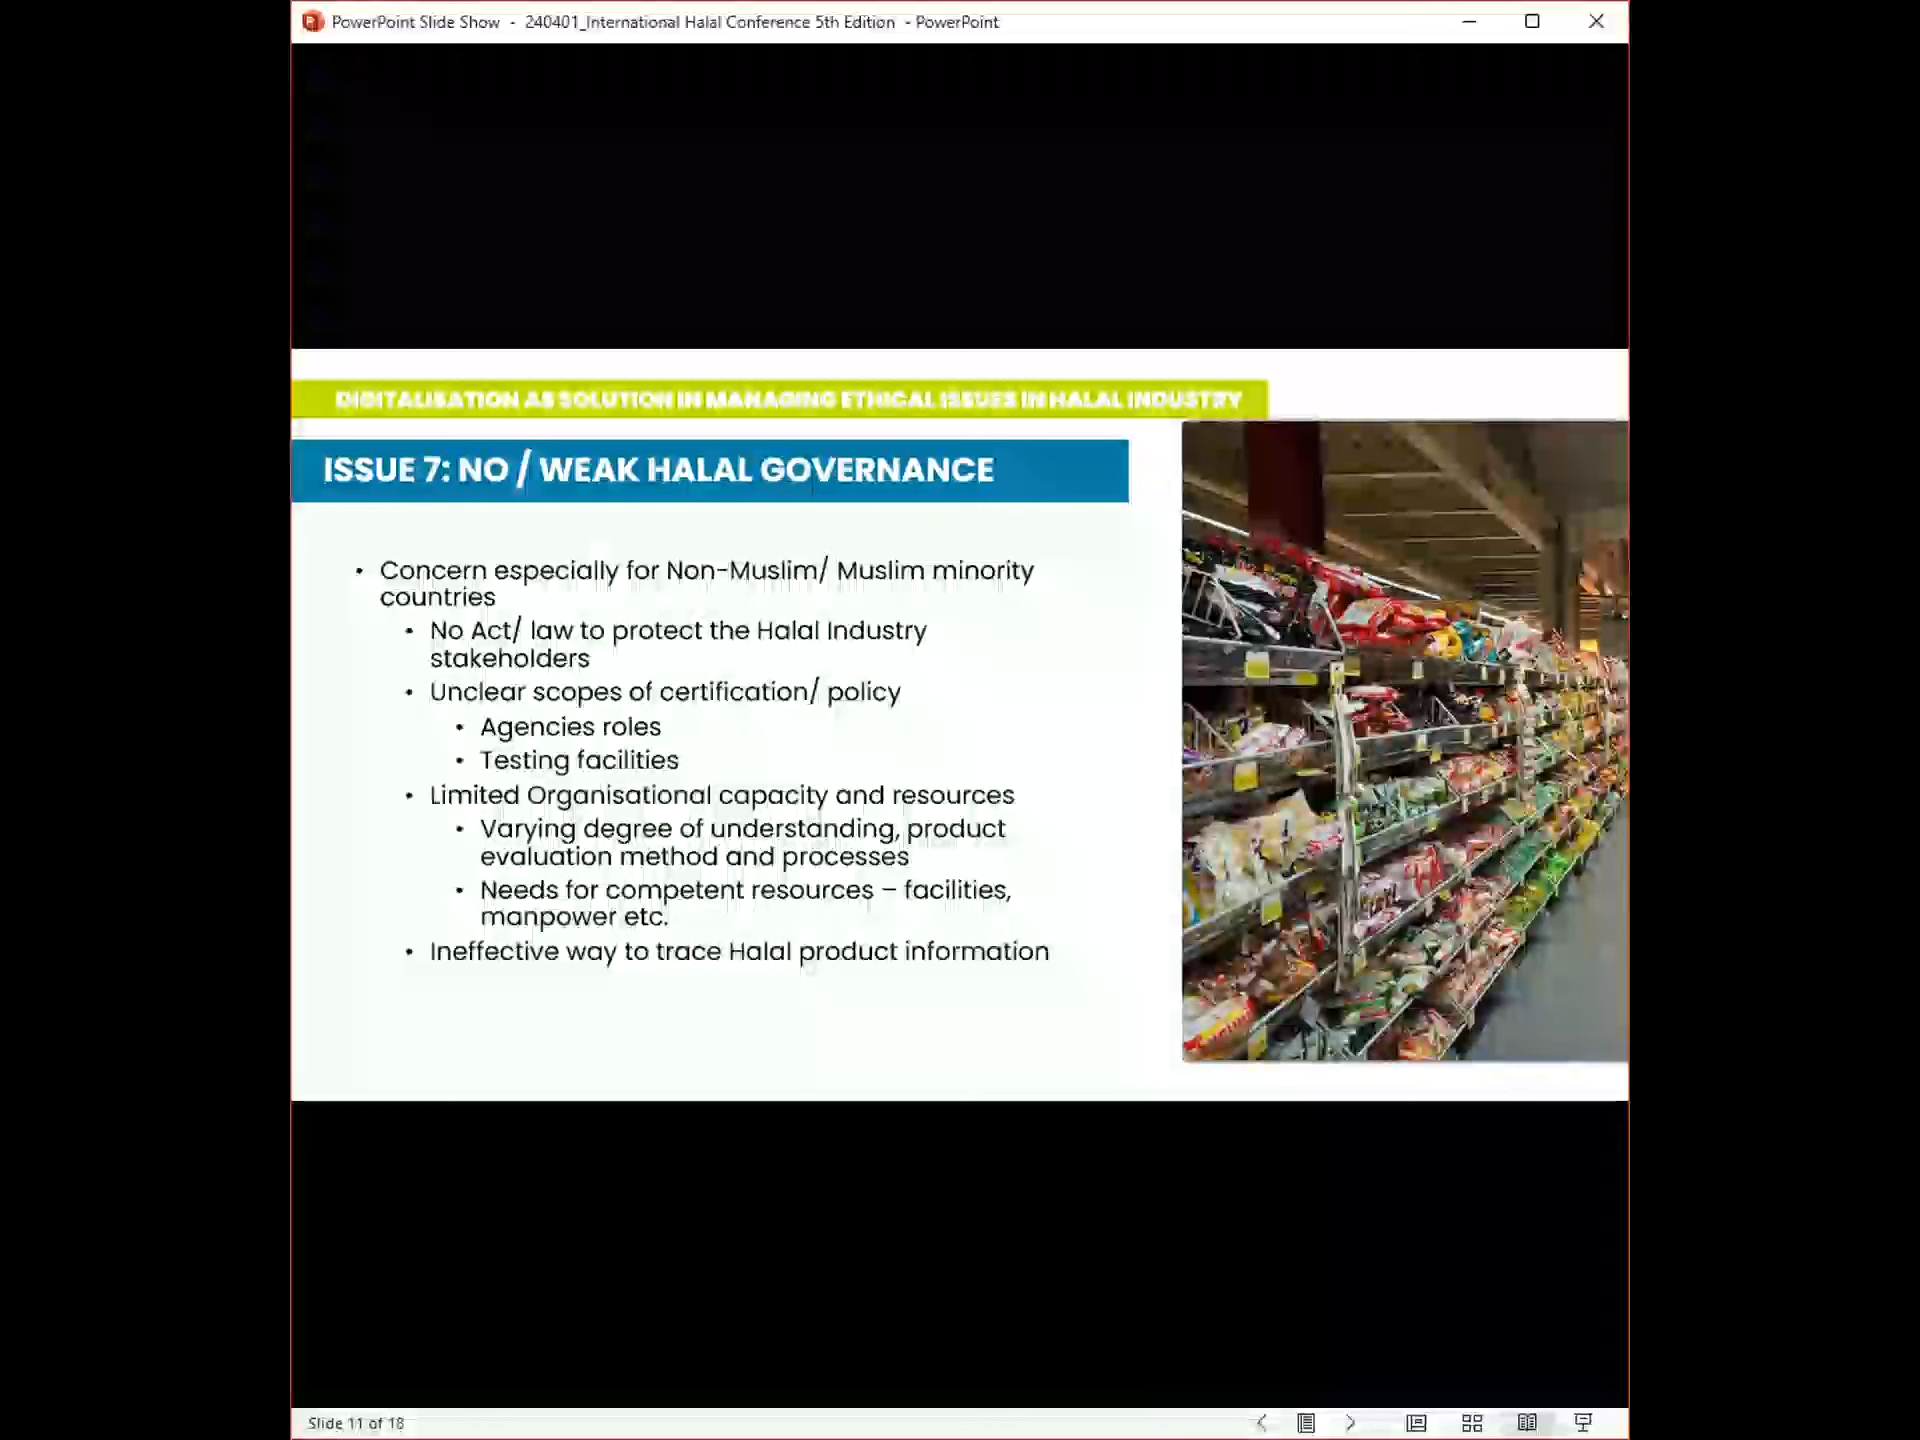 PowerPoint Slide Show - 240401_International Halal Conference 5th Edition - PowerPoint
DIGITALISATION AS SOLUTION IN MANAGING ETHICAL ISSUES IN HALAL INDUSTRY
ISSUE 7: NO / WEAK HALAL GOVERNANCE
• Concern especially for Non-Muslim/ Muslim minority
countries
• No Act/ law to protect the Halal Industry
stakeholders
• Unclear scopes of certification/ policy
• Agencies roles
• Testing facilities
• Limited Organisational capacity and resources
• Varying degree of understanding, product
evaluation method and processes
• Needs for competent resources – facilities,
manpower etc.
• Ineffective way to trace Halal product information
Slide 11 of 18